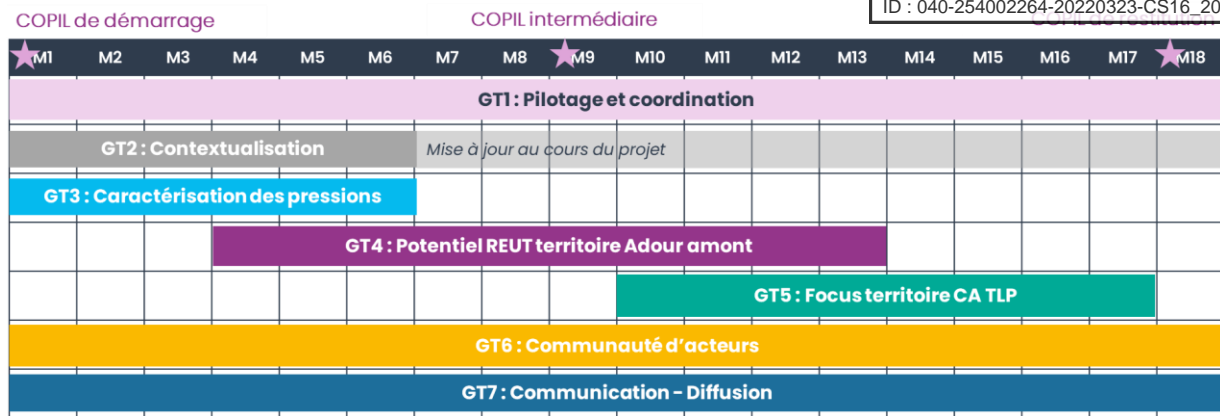 ID : 040-254002264-20220323-CS16_20
COPIL de démarrage COPIL intermédiaire COPIL de restitution
M1 M2 M3 M4 M5 M6 M7 M8 M9 M10 M11 M12 M13 M14 M15 M16 M17 M18
GT1 : Pilotage et coordination
GT2 : Contextualisation Mise à jour au cours du projet
GT3 : Caractérisation des pressions
GT4 : Potentiel REUT territoire Adour amont
GT5 : Focus territoire CA TLP
GT6 : Communauté d'acteurs
GT7 : Communication - Diffusion